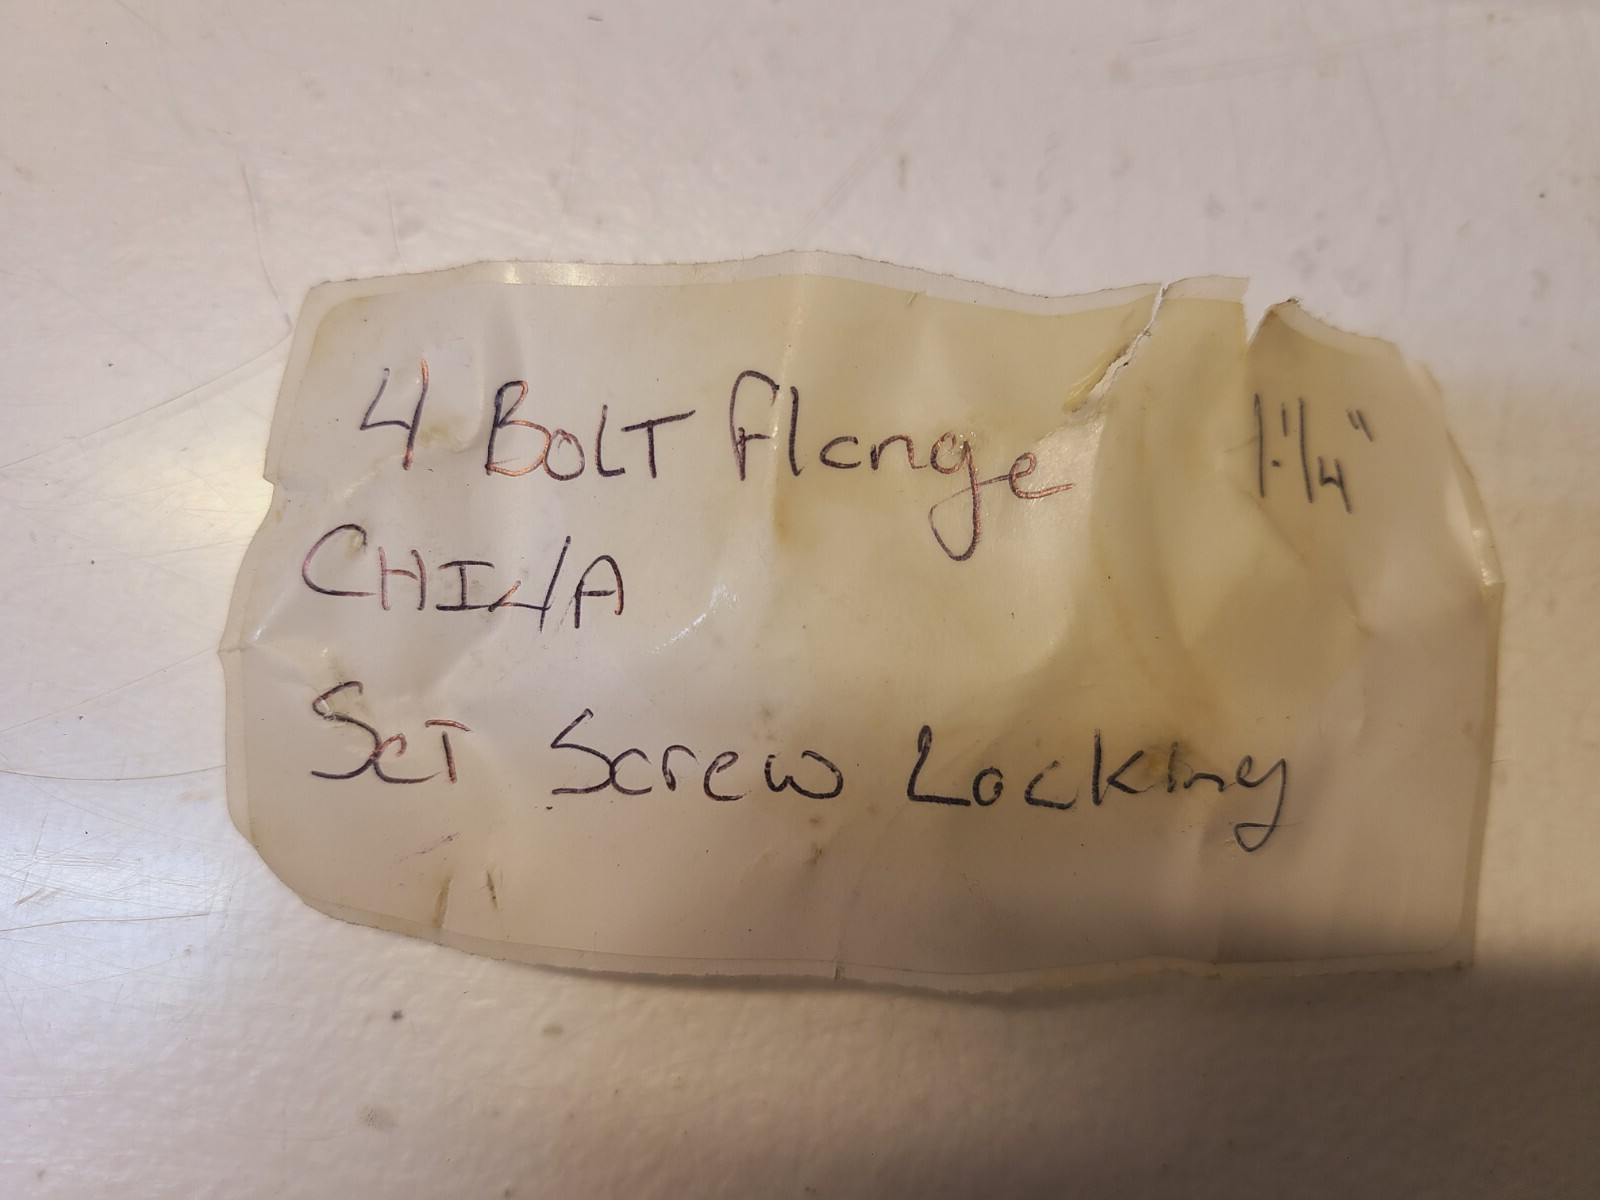 4 BOLT Flange 1.1/4"
CHINA
SeT Screw Locking